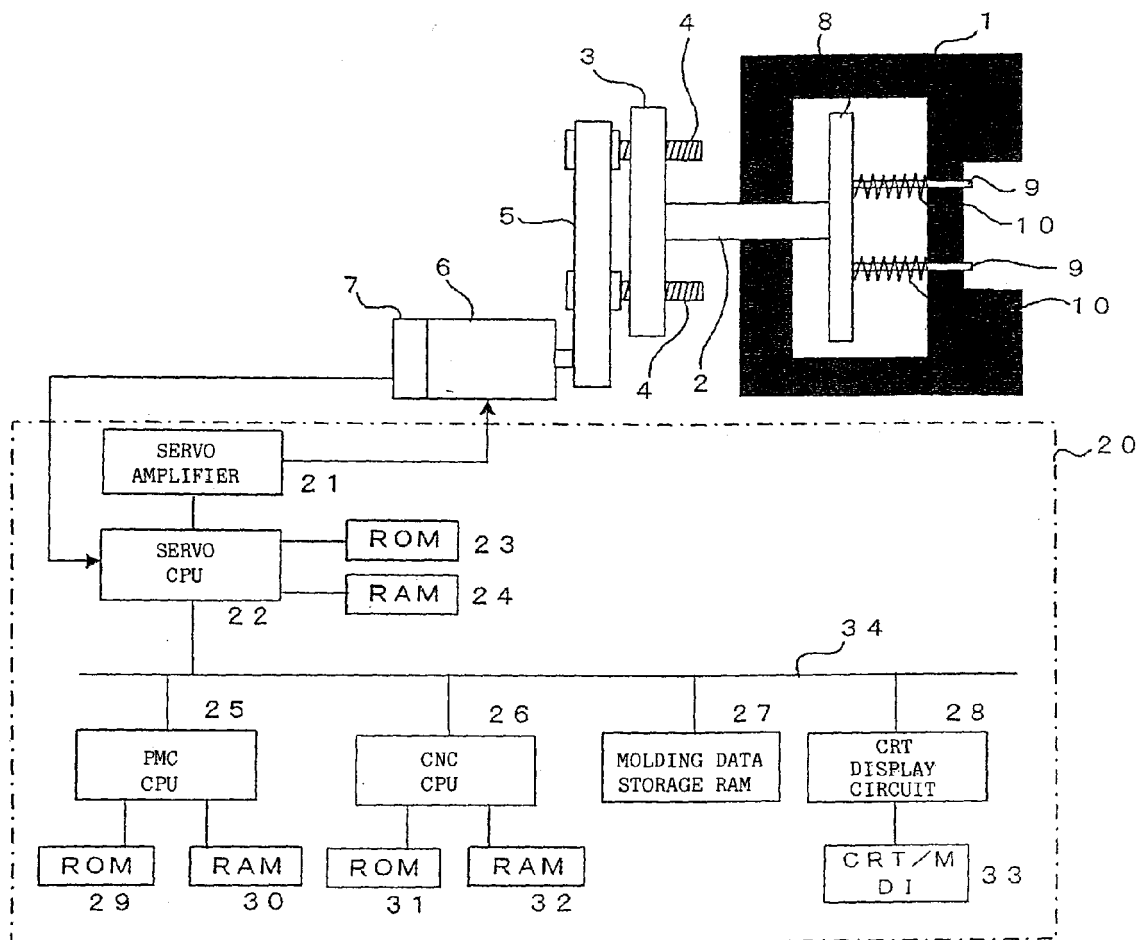 4
8
1
3
9
5
10
6
7
9
10
4
2
20
SERVO
AMPLIFIER
21
ROM
23
SERVO
CPU
RAM
24
22
34
25
26
27
28
PMC
CPU
CNC
CPU
MOLDING DATA
STORAGE RAM
CRT
DISPLAY
CIRCUIT
ROM
RAM
ROM
RAM
CRT/M
DI
33
29
30
31
32